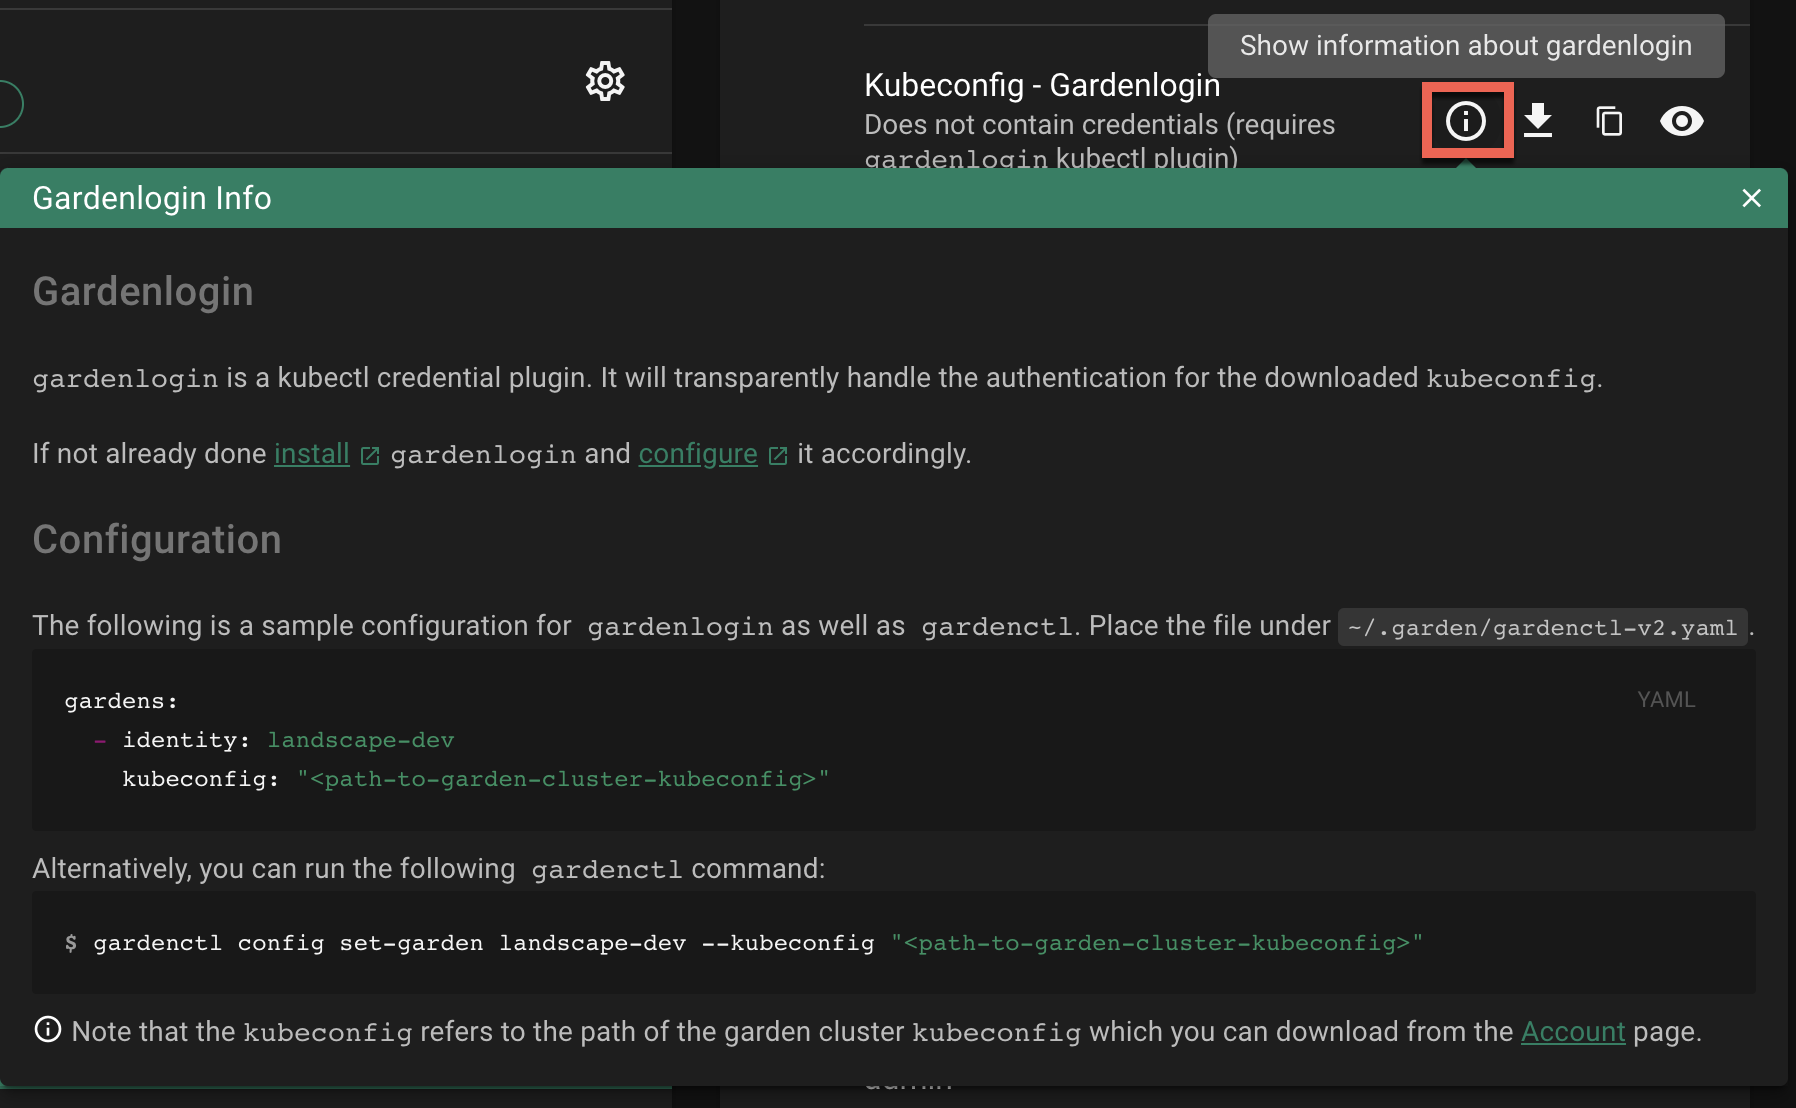 Show information about gardenlogin
Kubeconfig - Gardenlogin
Does not contain credentials (requires
gardenlogin kubectl plugin)
Gardenlogin Info
Gardenlogin
gardenlogin is a kubectl credential plugin. It will transparently handle the authentication for the downloaded kubeconfig.
If not already done install gardenlogin and configure it accordingly.
Configuration
The following is a sample configuration for gardenlogin as well as gardenctl. Place the file under ~/.garden/gardenctl-v2.yaml .
YAML
gardens:
- identity: landscape-dev
kubeconfig: "<path-to-garden-cluster-kubeconfig>"
Alternatively, you can run the following gardenctl command:
$ gardenctl config set-garden landscape-dev --kubeconfig "<path-to-garden-cluster-kubeconfig>"
Note that the kubeconfig refers to the path of the garden cluster kubeconfig which you can download from the Account page.